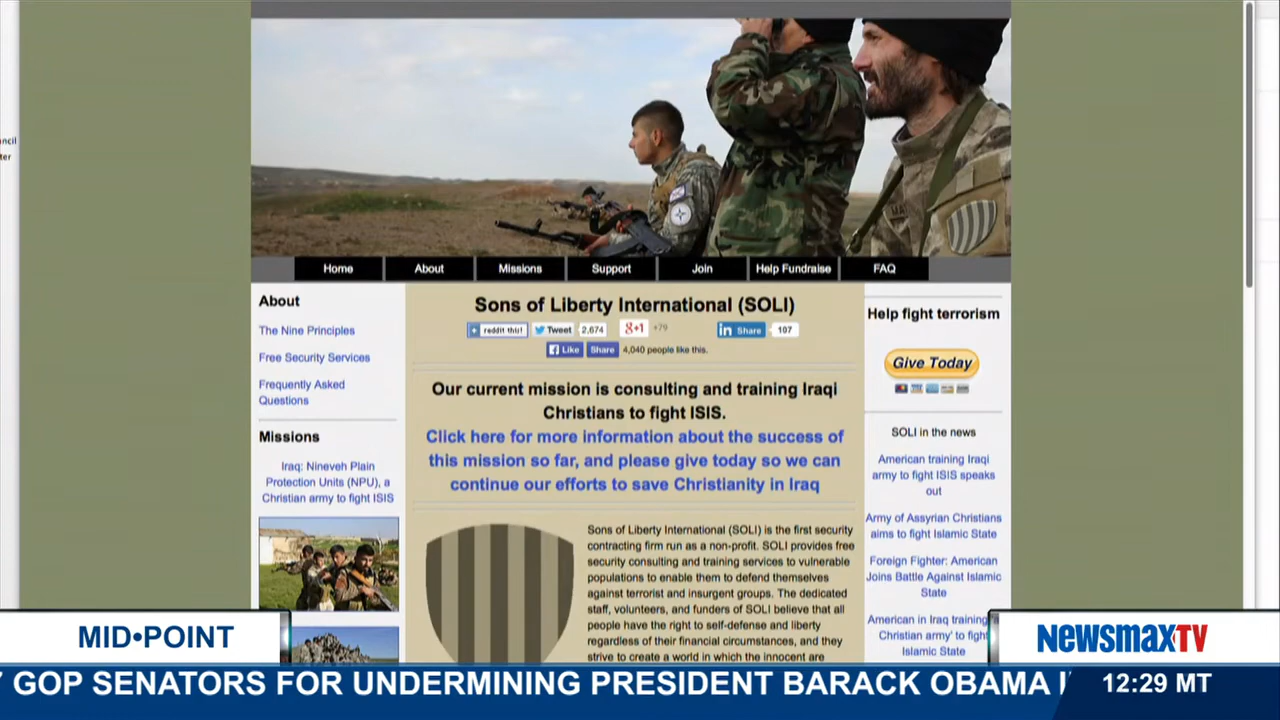 ncil
ter
Home About Missions Support Join Help Fundraise FAQ
About
The Nine Principles
Free Security Services
Frequently Asked
Questions
Missions
Iraq: Nineveh Plain
Protection Units (NPU), a
Christian army to fight ISIS
Sons of Liberty International (SOLI)
reddit this! Tweet 2,674 g+1 +79 in Share 107
Like Share 4,040 people like this.
Our current mission is consulting and training Iraqi
Christians to fight ISIS.
Click here for more information about the success of
this mission so far, and please give today so we can
continue our efforts to save Christianity in Iraq
Sons of Liberty International (SOLI) is the first security
contracting firm run as a non-profit. SOLI provides free
security consulting and training services to vulnerable
populations to enable them to defend themselves
against terrorist and insurgent groups. The dedicated
staff, volunteers, and funders of SOLI believe that all
people have the right to self-defense and liberty
regardless of their financial circumstances, and they
strive to create a world in which the innocent are
Help fight terrorism
Give Today
SOLI in the news
American training Iraqi
army to fight ISIS speaks
out
Army of Assyrian Christians
aims to fight Islamic State
Foreign Fighter: American
Joins Battle Against Islamic
State
American in Iraq training
Christian army' to fight
Islamic State
MID•POINT
NEWSMAXTV
GOP SENATORS FOR UNDERMINING PRESIDENT BARACK OBAMA
12:29 MT